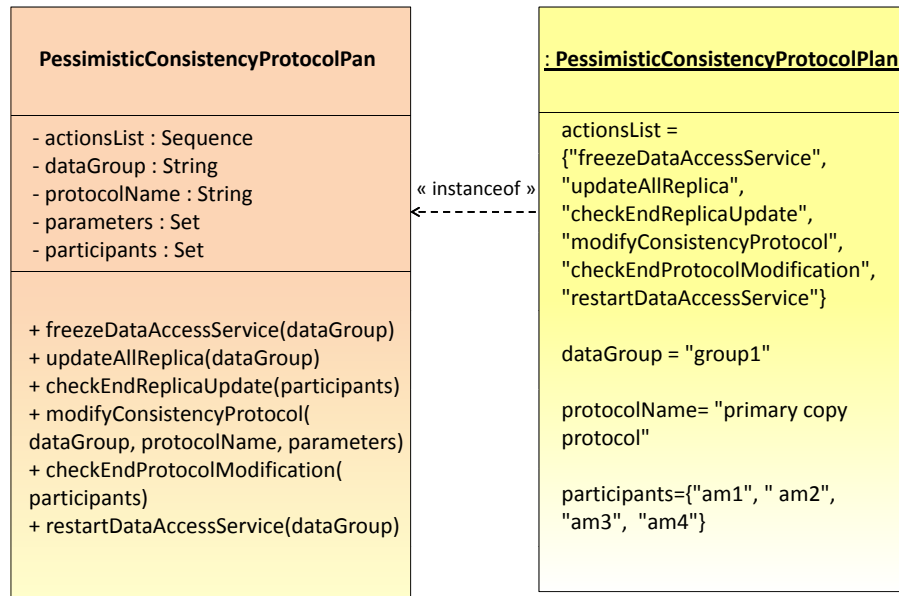 PessimisticConsistencyProtocolPan
- actionsList : Sequence
- dataGroup : String
- protocolName : String
- parameters : Set
- participants : Set
+ freezeDataAccessService(dataGroup)
+ updateAllReplica(dataGroup)
+ checkEndReplicaUpdate(participants)
+ modifyConsistencyProtocol(
dataGroup, protocolName, parameters)
+ checkEndProtocolModification(
participants)
+ restartDataAccessService(dataGroup)
« instanceof »
: PessimisticConsistencyProtocolPlan
actionsList =
{"freezeDataAccessService",
"updateAllReplica",
"checkEndReplicaUpdate",
"modifyConsistencyProtocol",
"checkEndProtocolModification",
"restartDataAccessService"}
dataGroup = "group1"
protocolName= "primary copy
protocol"
participants={"am1", " am2",
"am3", "am4"}